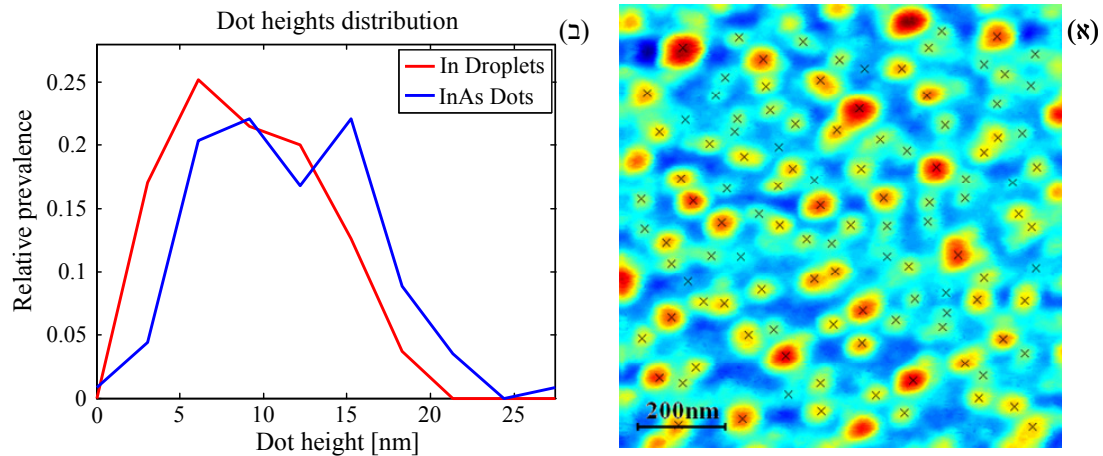 Dot heights distribution
(ב)
In Droplets
InAs Dots
Relative prevalence
0.25
0.2
0.15
0.1
0.05
0
0 5 10 15 20 25
Dot height [nm]
(א)
200nm